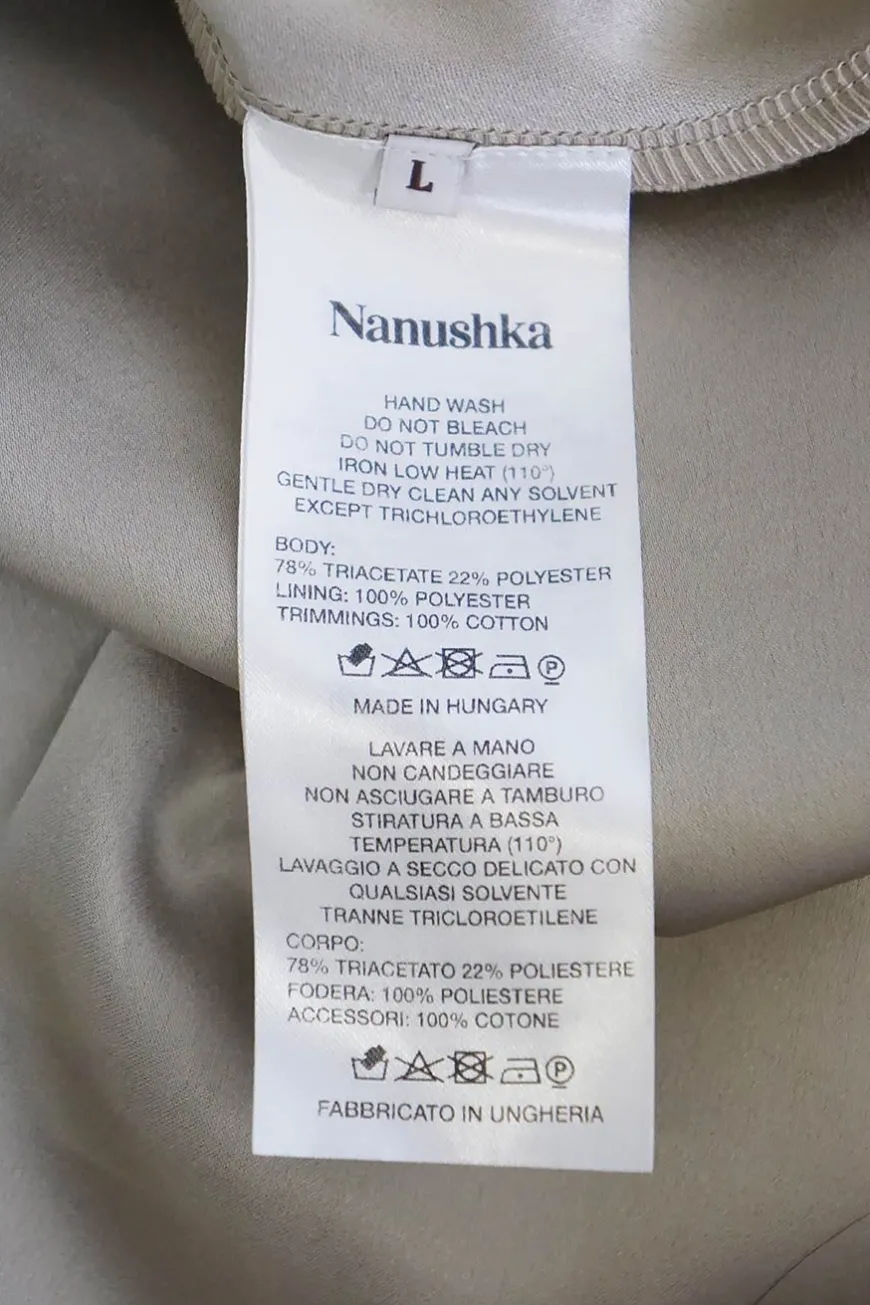 L
Nanushka
HAND WASH
DO NOT BLEACH
DO NOT TUMBLE DRY
IRON LOW HEAT (110°)
GENTLE DRY CLEAN ANY SOLVENT
EXCEPT TRICHLOROETHYLENE
BODY:
78% TRIACETATE 22% POLYESTER
LINING: 100% POLYESTER
TRIMMINGS: 100% COTTON
P
MADE IN HUNGARY
LAVARE A MANO
NON CANDEGGIARE
NON ASCIUGARE A TAMBURO
STIRATURA A BASSA
TEMPERATURA (110°)
LAVAGGIO A SECCO DELICATO CON
QUALSIASI SOLVENTE
TRANNE TRICLOROETILENE
CORPO:
78% TRIACETATO 22% POLIESTERE
FODERA: 100% POLIESTERE
ACCESSORI: 100% COTONE
P
FABBRICATO IN UNGHERIA